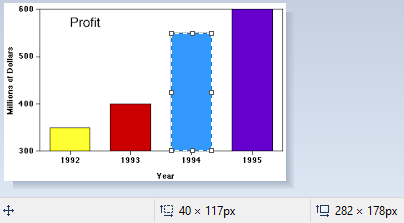 Profit
600
500
400
300
Millions of Dollars
1992 1993 1994 1995
Year
40 × 117px 282 × 178px